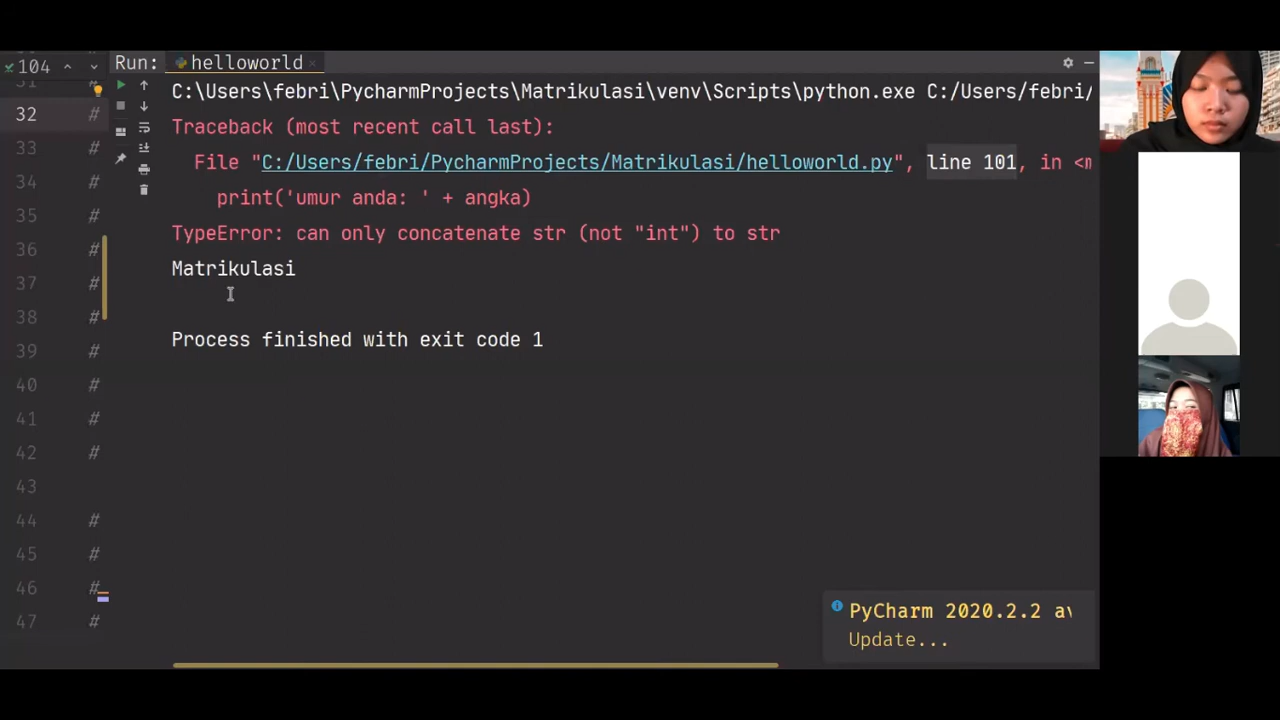 104
Run: helloworld
C:\Users\febri\PycharmProjects\Matrikulasi\venv\Scripts\python.exe C:/Users/febri/
Traceback (most recent call last):
File "C:/Users/febri/PycharmProjects/Matrikulasi/helloworld.py", line 101, in <m
print('umur anda: ' + angka)
TypeError: can only concatenate str (not "int") to str
Matrikulasi
Process finished with exit code 1
32 #
33 #
34 #
35 #
36 #
37 #
38 #
39 #
40 #
41 #
42 #
43
44 #
45 #
46 #
47 #
PyCharm 2020.2.2 av
Update...